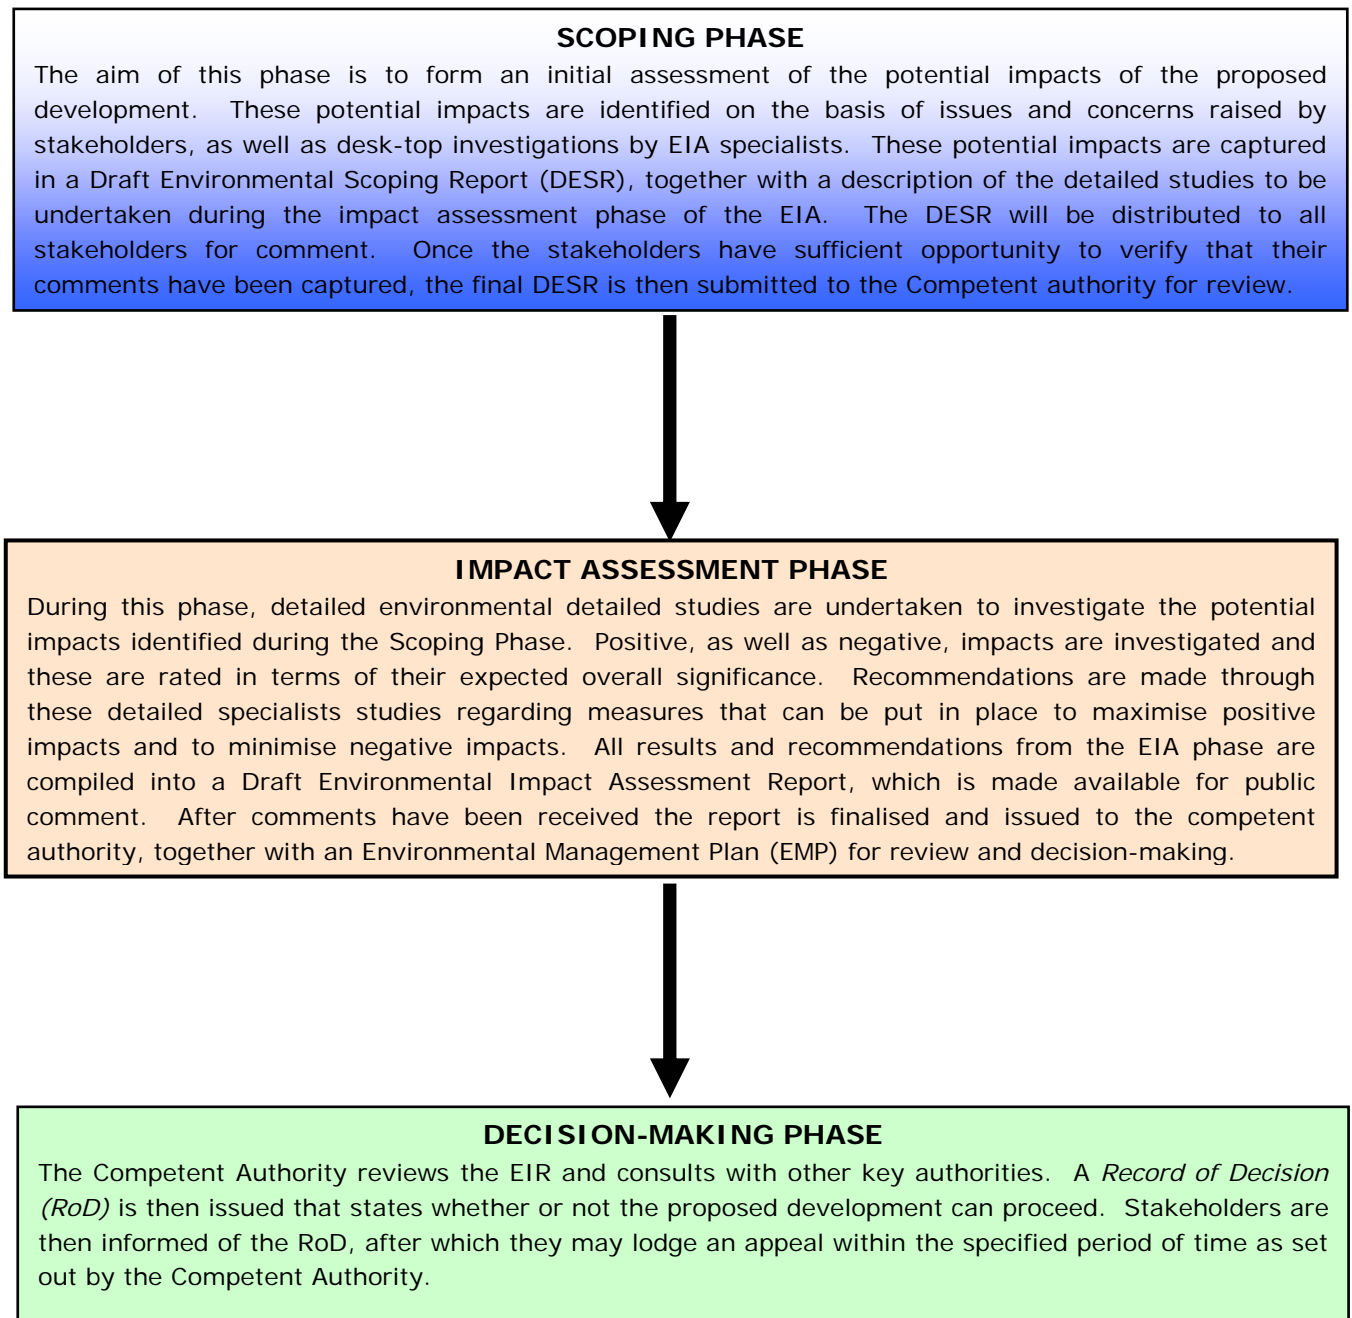 SCOPING PHASE
The aim of this phase is to form an initial assessment of the potential impacts of the proposed
development. These potential impacts are identified on the basis of issues and concerns raised by
stakeholders, as well as desk-top investigations by EIA specialists. These potential impacts are captured
in a Draft Environmental Scoping Report (DESR), together with a description of the detailed studies to be
undertaken during the impact assessment phase of the EIA. The DESR will be distributed to all
stakeholders for comment. Once the stakeholders have sufficient opportunity to verify that their
comments have been captured, the final DESR is then submitted to the Competent authority for review.
IMPACT ASSESSMENT PHASE
During this phase, detailed environmental detailed studies are undertaken to investigate the potential
impacts identified during the Scoping Phase. Positive, as well as negative, impacts are investigated and
these are rated in terms of their expected overall significance. Recommendations are made through
these detailed specialists studies regarding measures that can be put in place to maximise positive
impacts and to minimise negative impacts. All results and recommendations from the EIA phase are
compiled into a Draft Environmental Impact Assessment Report, which is made available for public
comment. After comments have been received the report is finalised and issued to the competent
authority, together with an Environmental Management Plan (EMP) for review and decision-making.
DECISION-MAKING PHASE
The Competent Authority reviews the EIR and consults with other key authorities. A Record of Decision
(RoD) is then issued that states whether or not the proposed development can proceed. Stakeholders are
then informed of the RoD, after which they may lodge an appeal within the specified period of time as set
out by the Competent Authority.